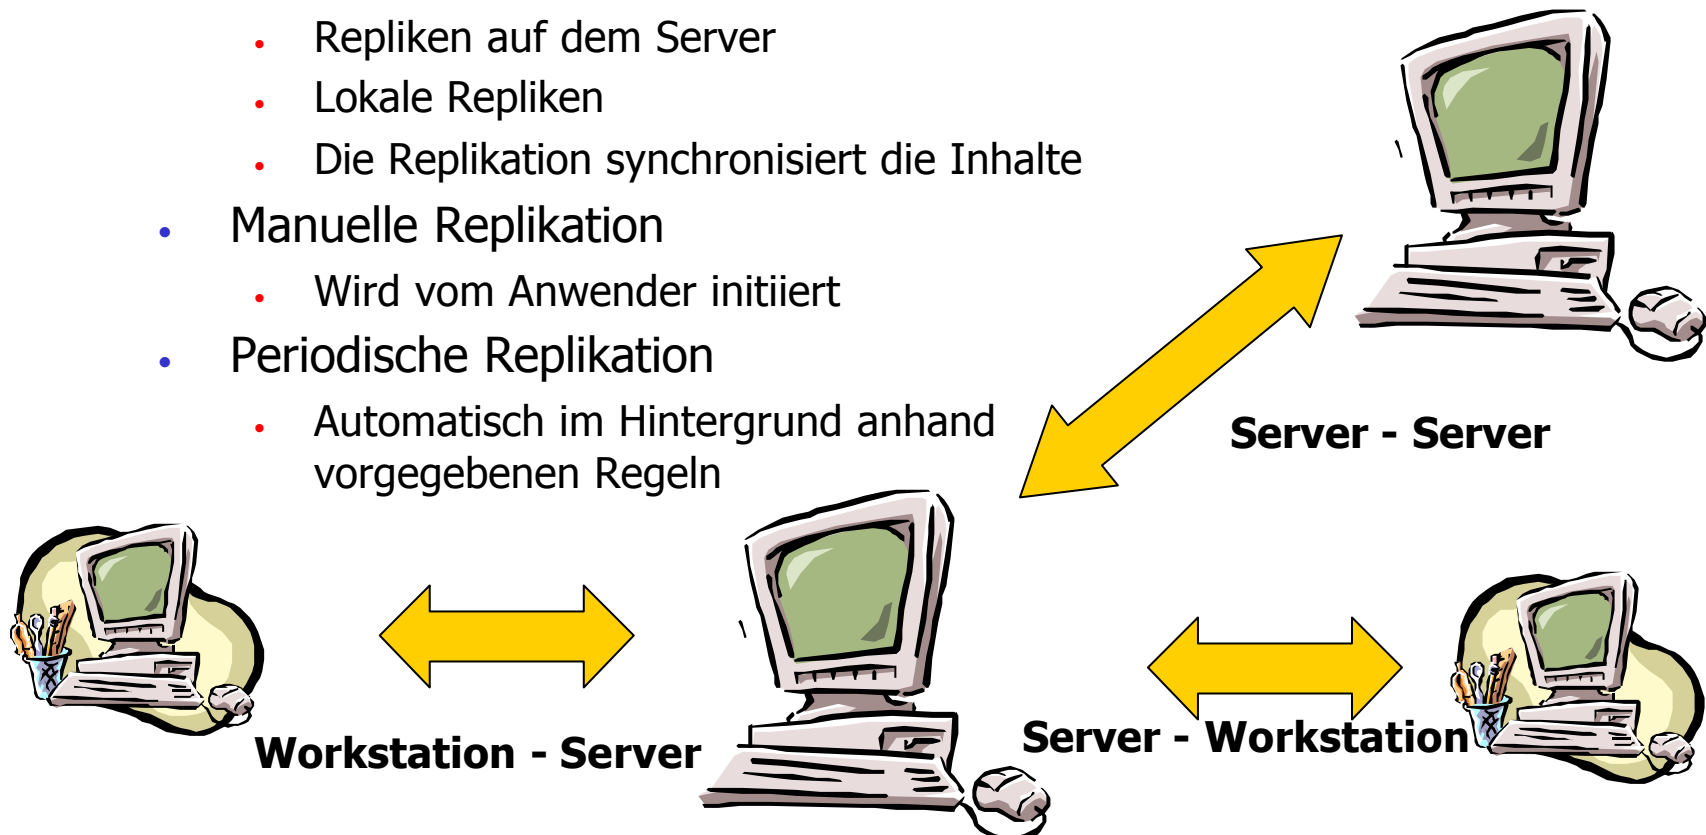 • Repliken auf dem Server
• Lokale Repliken
• Die Replikation synchronisiert die Inhalte
• Manuelle Replikation
• Wird vom Anwender initiiert
• Periodische Replikation
• Automatisch im Hintergrund anhand
vorgegebenen Regeln
Server - Server
Workstation - Server
Server - Workstation